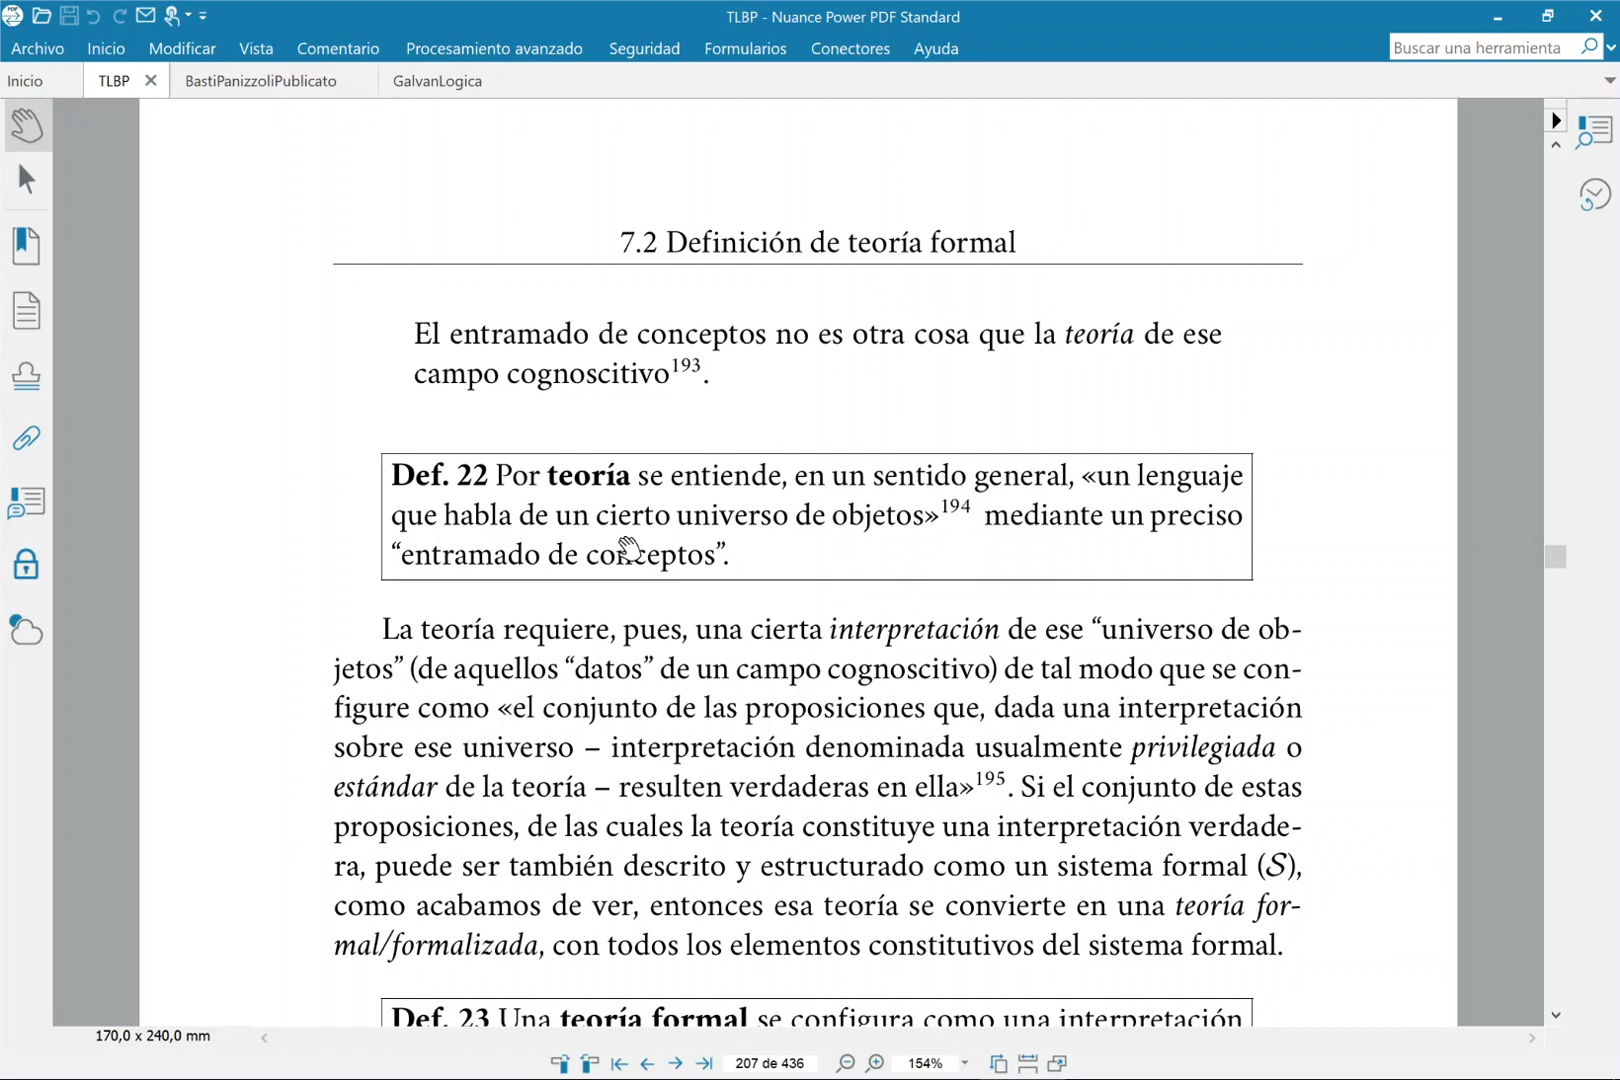 TLBP - Nuance Power PDF Standard
Archivo Inicio Modificar Vista Comentario Procesamiento avanzado Seguridad Formularios Conectores Ayuda
Buscar una herramienta
Inicio TLBP BastiPanizzoliPublicato GalvanLogica
7.2 Definición de teoría formal
El entramado de conceptos no es otra cosa que la teoría de ese
campo cognoscitivo193.
Def. 22 Por teoría se entiende, en un sentido general, «un lenguaje
que habla de un cierto universo de objetos»194 mediante un preciso
“entramado de conceptos”.
La teoría requiere, pues, una cierta interpretación de ese “universo de ob-
jetos” (de aquellos “datos” de un campo cognoscitivo) de tal modo que se con-
figure como «el conjunto de las proposiciones que, dada una interpretación
sobre ese universo – interpretación denominada usualmente privilegiada o
estándar de la teoría – resulten verdaderas en ella»195. Si el conjunto de estas
proposiciones, de las cuales la teoría constituye una interpretación verdade-
ra, puede ser también descrito y estructurado como un sistema formal (S),
como acabamos de ver, entonces esa teoría se convierte en una teoría for-
mal/formalizada, con todos los elementos constitutivos del sistema formal.
Def. 23 Una teoría formal se configura como una interpretación
170,0 x 240,0 mm
207 de 436 154%